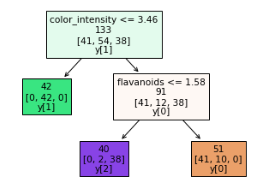 color_intensity <= 3.46
133
[41, 54, 38]
y[1]
42
[0, 42, 0]
y[1]
flavanoids <= 1.58
91
[41, 12, 38]
y[0]
40
[0, 2, 38]
y[2]
51
[41, 10, 0]
y[0]